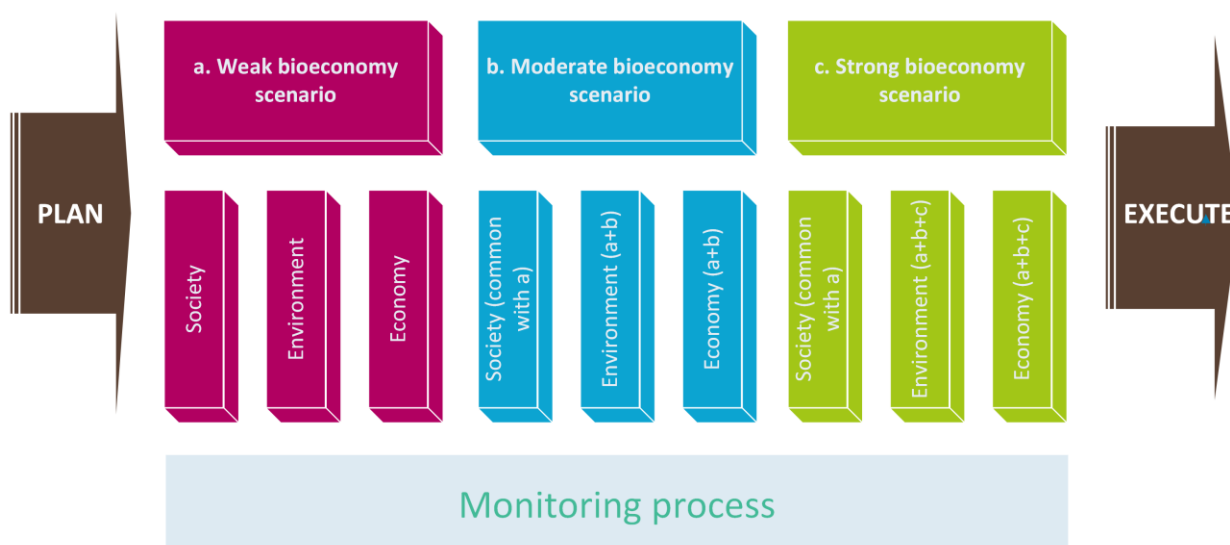 a. Weak bioeconomy
scenario
b. Moderate bioeconomy
scenario
c. Strong bioeconomy
scenario
PLAN
Society
Environment
Economy
Society (common
with a)
Environment (a+b)
Economy (a+b)
Society (common
with a)
Environment (a+b+c)
Economy (a+b+c)
EXECUTE
Monitoring process